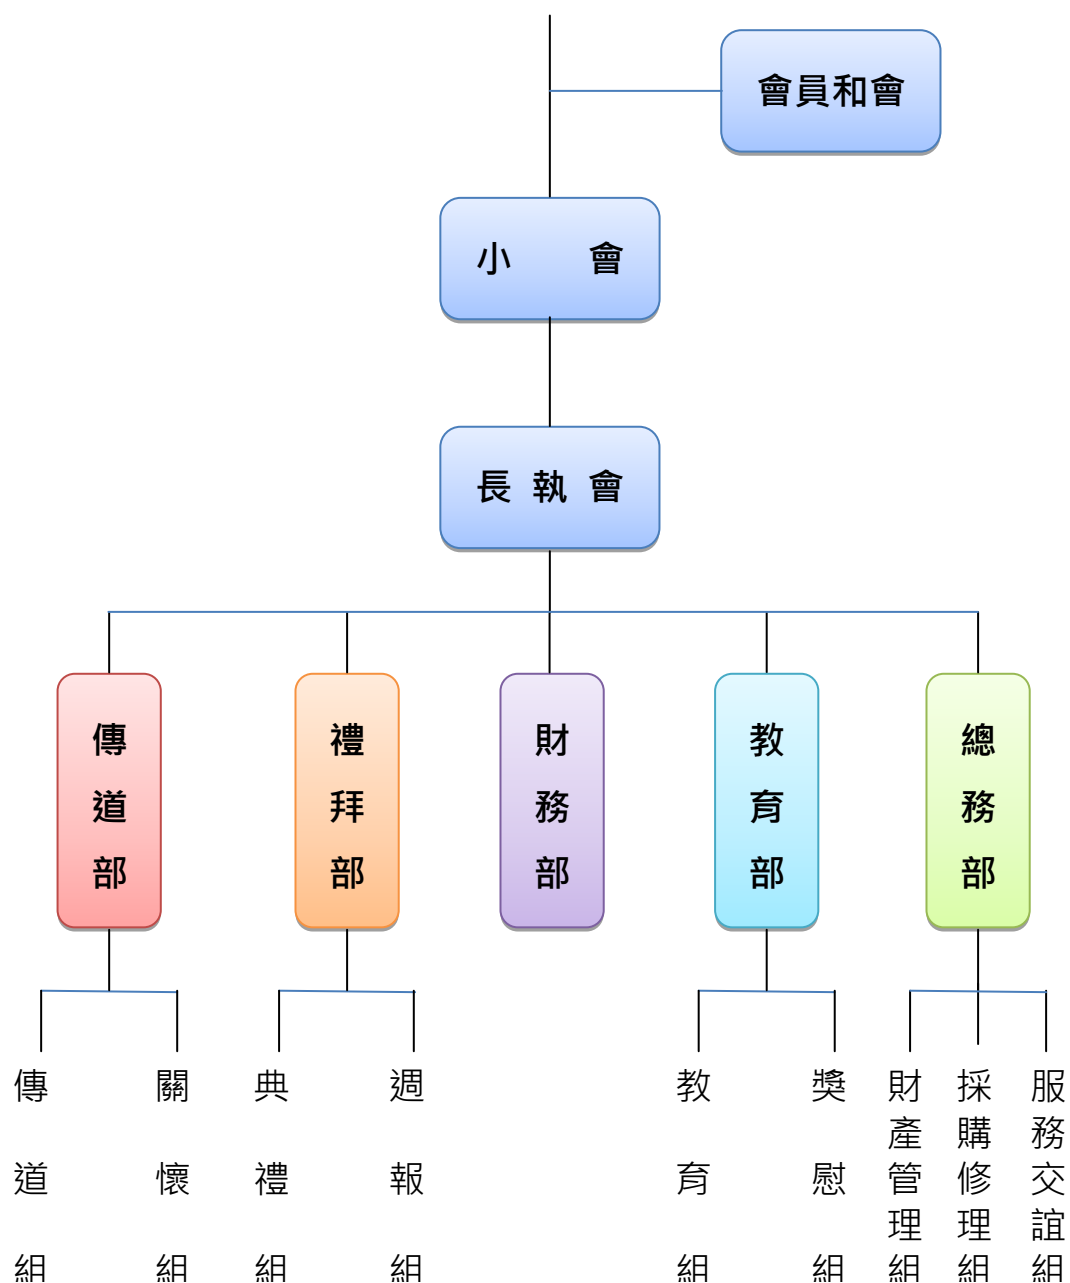 會員和會
小 會
長執會
傳道部
禮拜部
財務部
教育部
總務部
傳道組
關懷組
典禮組
週報組
教育組
獎慰組
財產管理組
採購修理組
服務交誼組